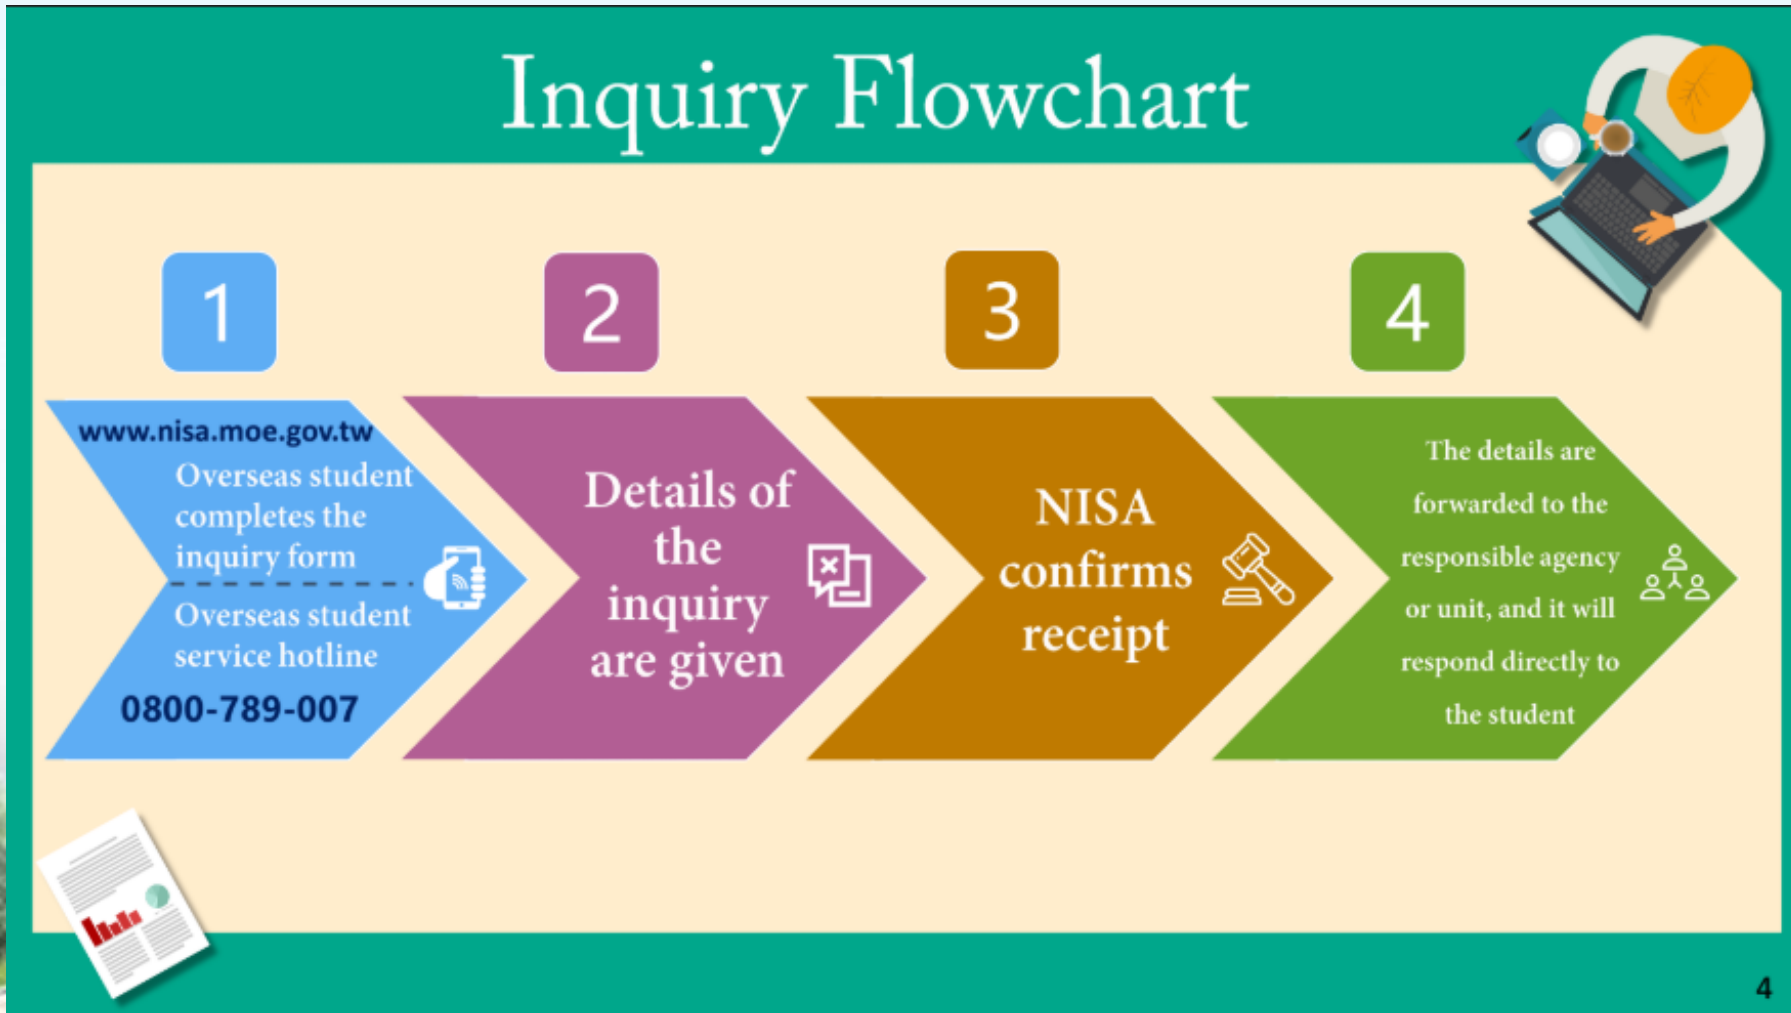 Inquiry Flowchart
1
www.nisa.moe.gov.tw
Overseas student
completes the
inquiry form
Overseas student
service hotline
0800-789-007
2
Details of
the
inquiry
are given
3
NISA
confirms
receipt
4
The details are
forwarded to the
responsible agency
or unit, and it will
respond directly to
the student
4